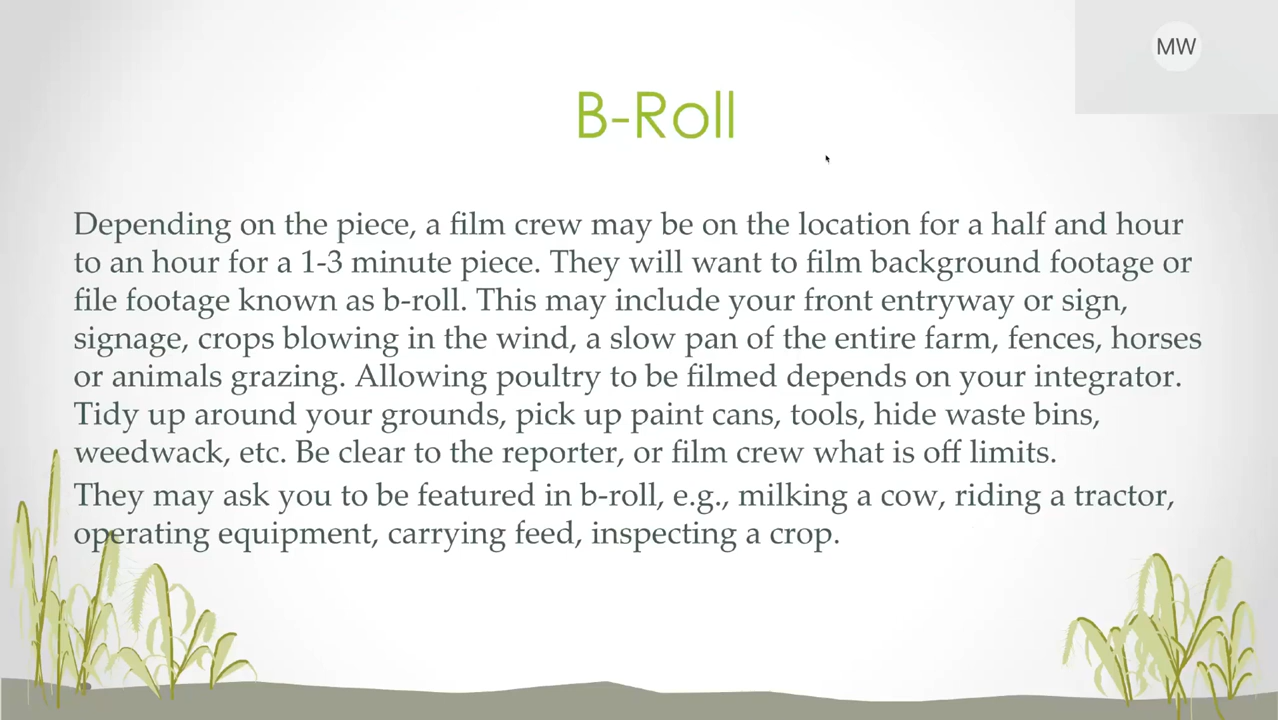 MW
B-Roll
Depending on the piece, a film crew may be on the location for a half and hour
to an hour for a 1-3 minute piece. They will want to film background footage or
file footage known as b-roll. This may include your front entryway or sign,
signage, crops blowing in the wind, a slow pan of the entire farm, fences, horses
or animals grazing. Allowing poultry to be filmed depends on your integrator.
Tidy up around your grounds, pick up paint cans, tools, hide waste bins,
weedwack, etc. Be clear to the reporter, or film crew what is off limits.
They may ask you to be featured in b-roll, e.g., milking a cow, riding a tractor,
operating equipment, carrying feed, inspecting a crop.